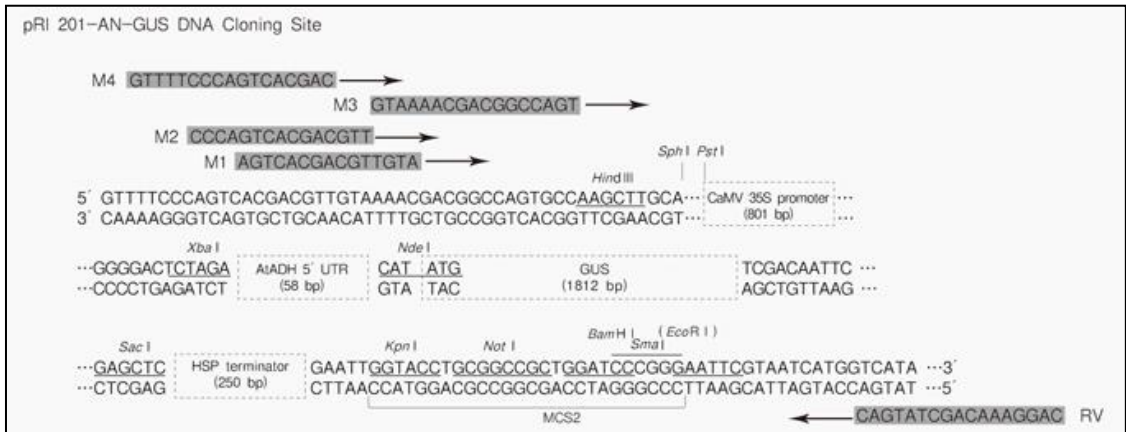 pRI 201-AN-GUS DNA Cloning Site
M4 GTTTTCCCAGTCACGAC
M3 GTAAAACGACGGCCAGT
M2 CCCAGTCACGACGTT
M1 AGTCACGACGTTGTA
Sph I Pst I
Hind III
5´ GTTTTCCCAGTCACGACGTTGTAAAACGACGGCCAGTGCCAAGCTTGCA··· CaMV 35S promoter ···
3´ CAAAAGGGTCAGTGCTGCAACATTTTGCTGCCGGTCACGGTTCGAACGT··· (801 bp) ···
Xba I Nde I
···GGGGACTCTAGA AtADH 5´ UTR CAT ATG GUS TCGACAATTC ···
···CCCCTGAGATCT (58 bp) GTA TAC (1812 bp) AGCTGTTAAG ···
BamH I (EcoR I)
Sac I Kpn I Not I Sma I
···GAGCTC HSP terminator GAATTGGTACCTGCGGCCGCTGGATCCCCGGGAATTCGTAATCATGGTCATA ···3´
···CTCGAG (250 bp) CTTAACCATGGACGCCGGCGACCTAGGGGCCCTTAAGCATTAGTACCAGTAT ···5´
MCS2
CAGTATCGACAAAGGAC RV